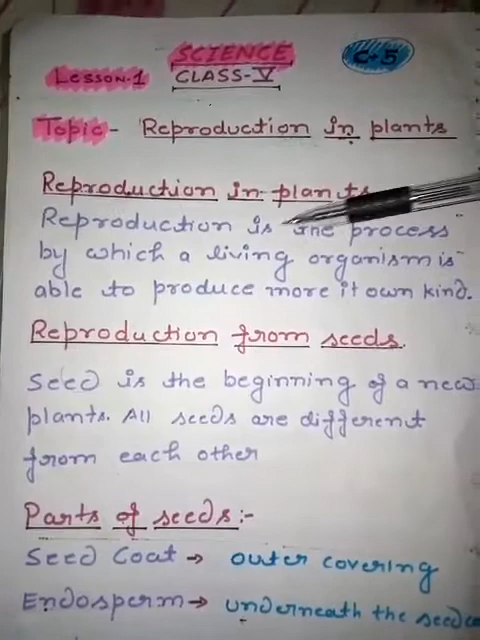 SCIENCE
C-5
LESSON-1
CLASS-V
Topic- Reproduction in plants
Reproduction in plants
Reproduction is the process
by which a living organism is
able to produce more it own kind.
Reproduction from seeds.
Seed is the beginning of a new
plants. All seeds are different
from each other
Parts of seeds:-
Seed Coat → outer covering
Endosperm → underneath the